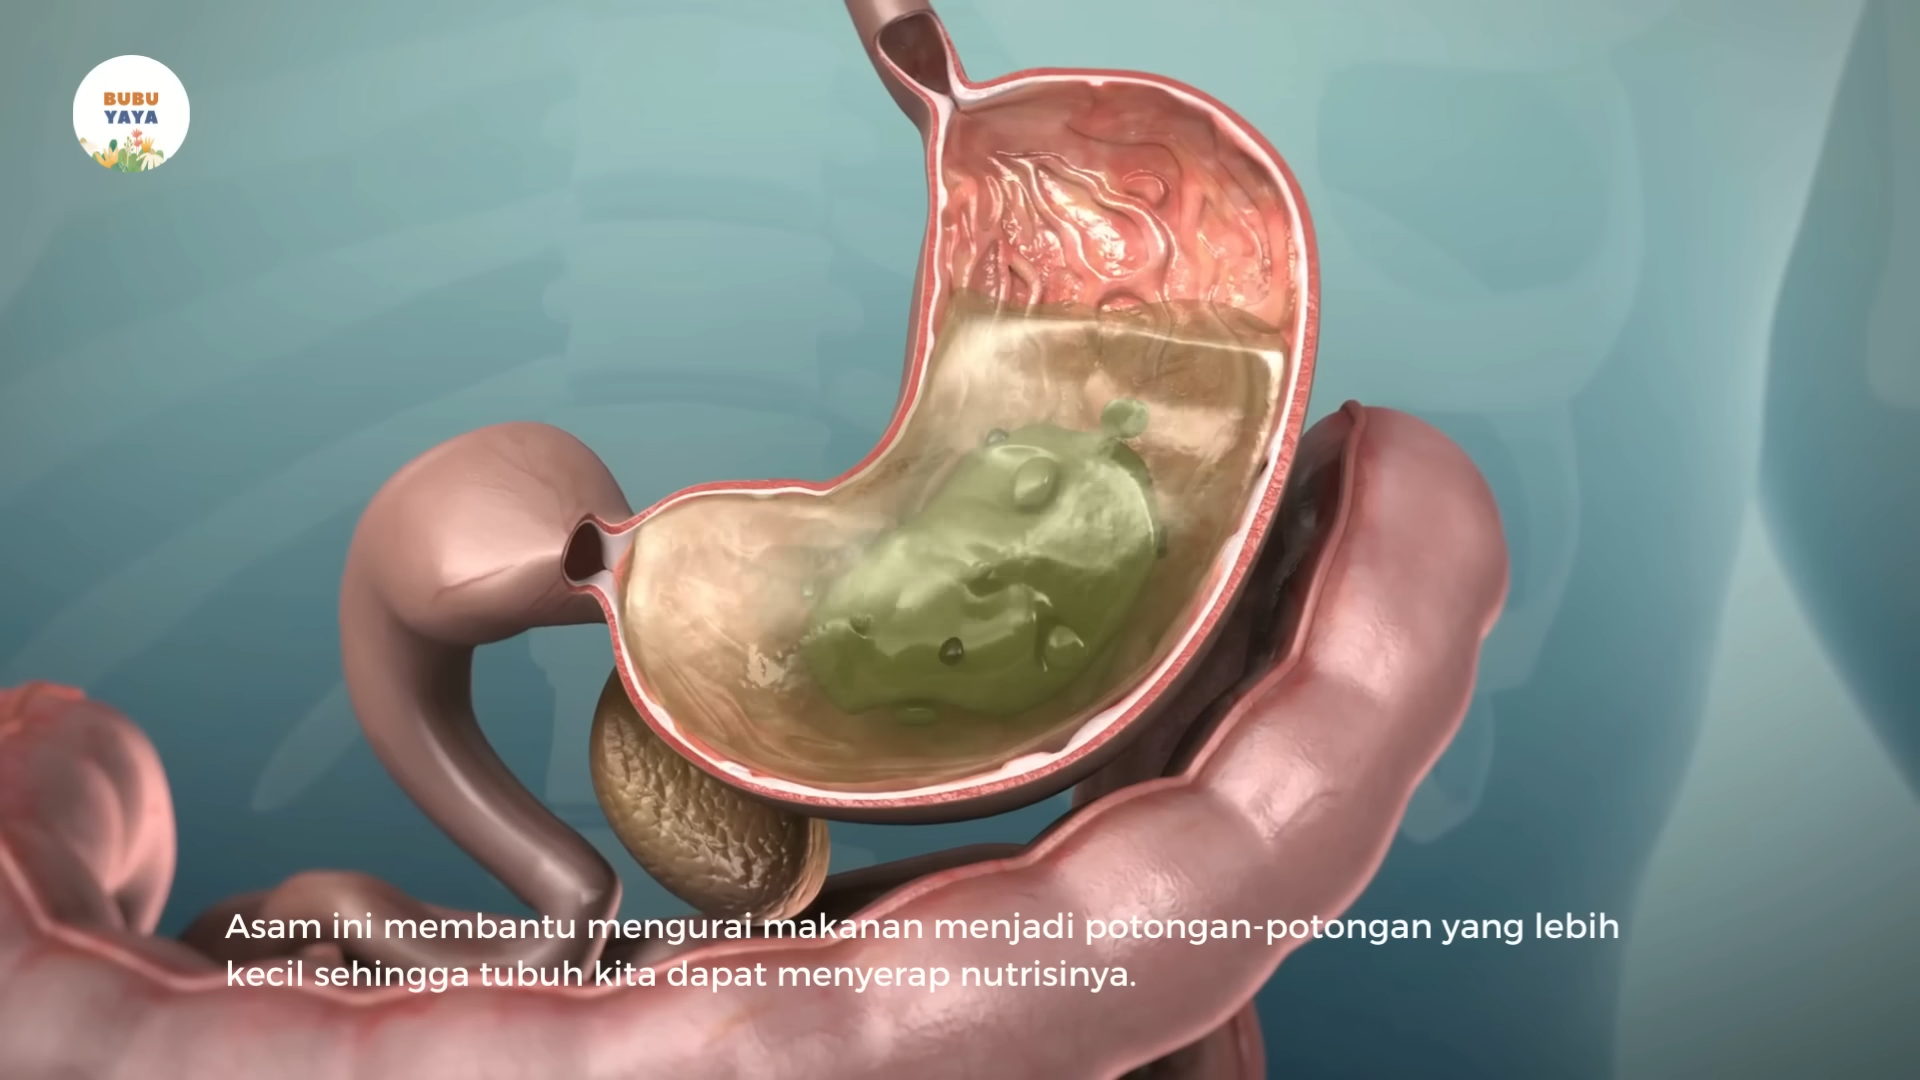 BUBU
YAYA
Asam ini membantu mengurai makanan menjadi potongan-potongan yang lebih
kecil sehingga tubuh kita dapat menyerap nutrisinya.